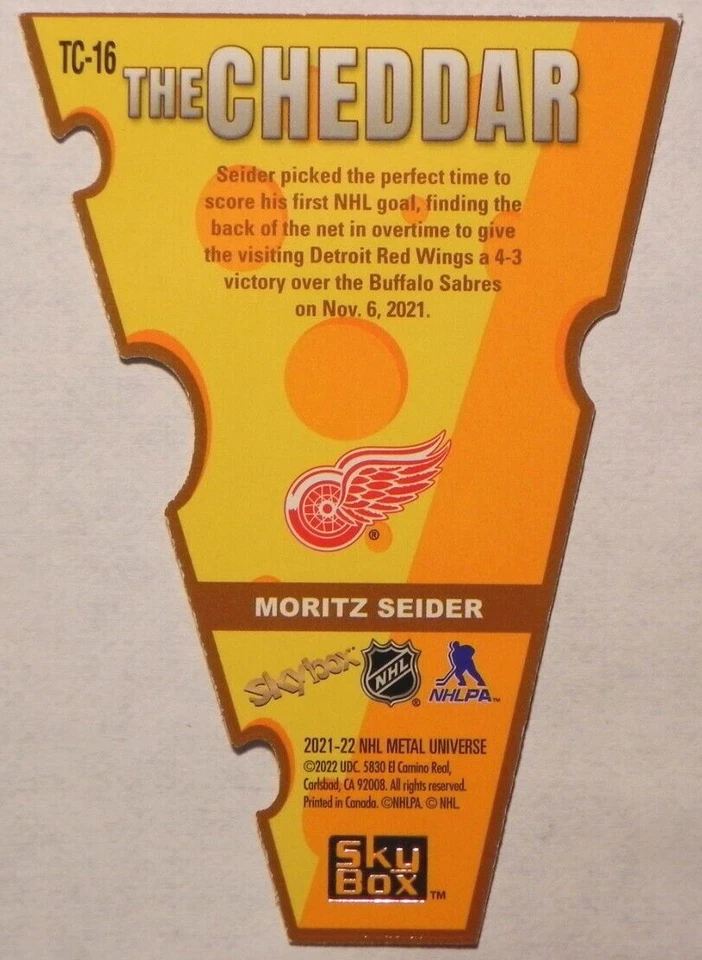 TC-16
THE CHEDDAR
Seider picked the perfect time to
score his first NHL goal, finding the
back of the net in overtime to give
the visiting Detroit Red Wings a 4-3
victory over the Buffalo Sabres
on Nov. 6, 2021.
®
MORITZ SEIDER
Skybox™ NHL® NHLPA™
2021-22 NHL METAL UNIVERSE
©2022 UDC. 5830 El Camino Real,
Carlsbad, CA 92008. All rights reserved.
Printed in Canada. ©NHLPA. © NHL.
Sky
Box™